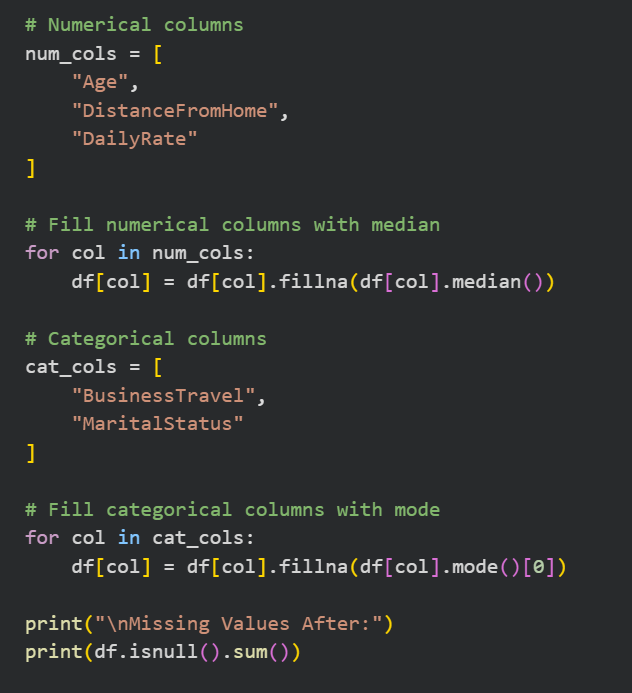 # Numerical columns
num_cols = [
    "Age",
    "DistanceFromHome",
    "DailyRate"
]
# Fill numerical columns with median
for col in num_cols:
    df[col] = df[col].fillna(df[col].median())
# Categorical columns
cat_cols = [
    "BusinessTravel",
    "MaritalStatus"
]
# Fill categorical columns with mode
for col in cat_cols:
    df[col] = df[col].fillna(df[col].mode()[0])
print("\nMissing Values After:")
print(df.isnull().sum())